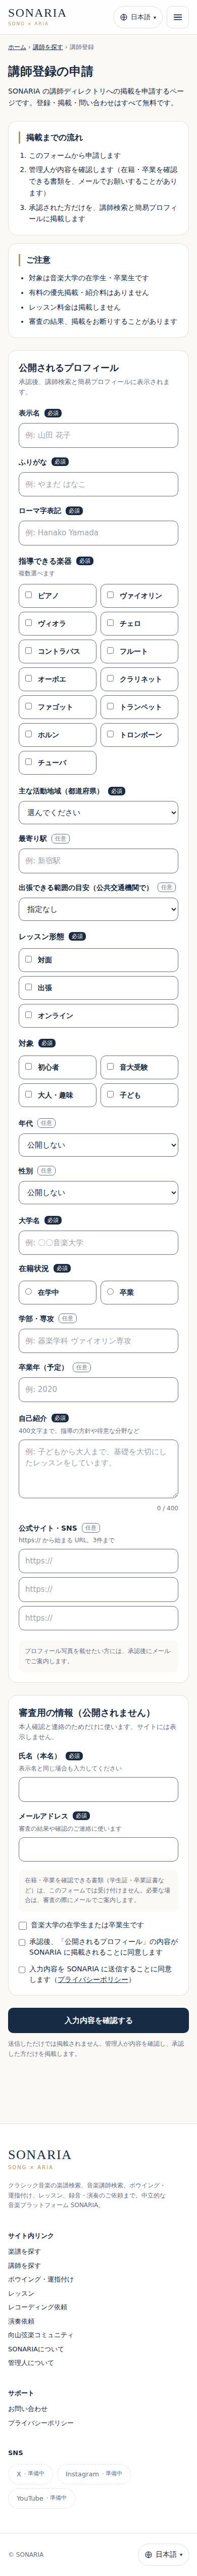 SONARIA
SONG × ARIA
日本語
ホーム › 講師を探す › 講師登録
講師登録の申請
SONARIA の講師ディレクトリへの掲載を申請するページです。登録・掲載・問い合わせはすべて無料です。
掲載までの流れ
1. このフォームから申請します
2. 管理人が内容を確認します（在籍・卒業を確認できる書類を、メールでお願いすることがあります）
3. 承認された方だけを、講師検索と簡易プロフィールに掲載します
ご注意
• 対象は音楽大学の在学生・卒業生です
• 有料の優先掲載・紹介料はありません
• レッスン料金は掲載しません
• 審査の結果、掲載をお断りすることがあります
公開されるプロフィール
承認後、講師検索と簡易プロフィールに表示されます。
表示名 必須
例: 山田 花子
ふりがな 必須
例: やまだ はなこ
ローマ字表記 必須
例: Hanako Yamada
指導できる楽器 必須
複数選べます
ピアノ
ヴァイオリン
ヴィオラ
チェロ
コントラバス
フルート
オーボエ
クラリネット
ファゴット
トランペット
ホルン
トロンボーン
チューバ
主な活動地域（都道府県） 必須
選んでください
最寄り駅 任意
例: 新宿駅
出張できる範囲の目安（公共交通機関で） 任意
指定なし
レッスン形態 必須
対面
出張
オンライン
対象 必須
初心者
音大受験
大人・趣味
子ども
年代 任意
公開しない
性別 任意
公開しない
大学名 必須
例: 〇〇音楽大学
在籍状況 必須
在学中
卒業
学部・専攻 任意
例: 器楽学科 ヴァイオリン専攻
卒業年（予定） 任意
例: 2020
自己紹介 必須
400文字まで。指導の方針や得意な分野など
例: 子どもから大人まで、基礎を大切にしたレッスンをしています。
0 / 400
公式サイト・SNS 任意
https:// から始まる URL。3件まで
https://
https://
https://
プロフィール写真を載せたい方には、承認後にメールでご案内します。
審査用の情報（公開されません）
本人確認と連絡のためだけに使います。サイトには表示しません。
氏名（本名） 必須
表示名と同じ場合も入力してください
メールアドレス 必須
審査の結果や確認のご連絡に使います
在籍・卒業を確認できる書類（学生証・卒業証書など）は、このフォームでは受け付けません。必要な場合は、審査の際にメールでご案内します。
音楽大学の在学生または卒業生です
承認後、「公開されるプロフィール」の内容が SONARIA に掲載されることに同意します
入力内容を SONARIA に送信することに同意します（プライバシーポリシー）
入力内容を確認する
送信しただけでは掲載されません。管理人が内容を確認し、承認した方だけを掲載します。
SONARIA
SONG × ARIA
クラシック音楽の楽譜検索、音楽講師検索、ボウイング・運指付け、レッスン、録音・演奏のご依頼まで。中立的な音楽プラットフォーム SONARIA。
サイト内リンク
楽譜を探す
講師を探す
ボウイング・運指付け
レッスン
レコーディング依頼
演奏依頼
向山弦楽コミュニティ
SONARIAについて
管理人について
サポート
お問い合わせ
プライバシーポリシー
SNS
X ・準備中
Instagram ・準備中
YouTube ・準備中
© SONARIA
日本語